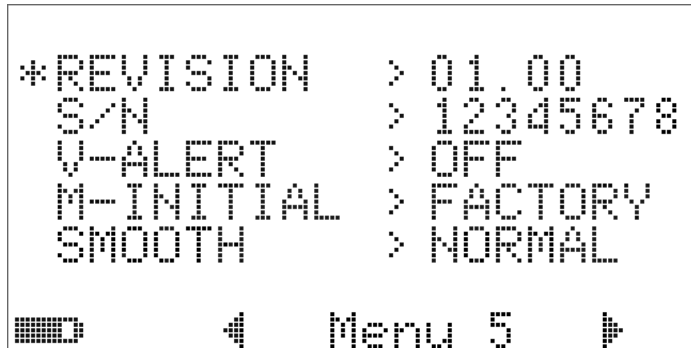 *REVISION > 01.00
S/N > 12345678
V-ALERT > OFF
M-INITIAL > FACTORY
SMOOTH > NORMAL
Menu 5